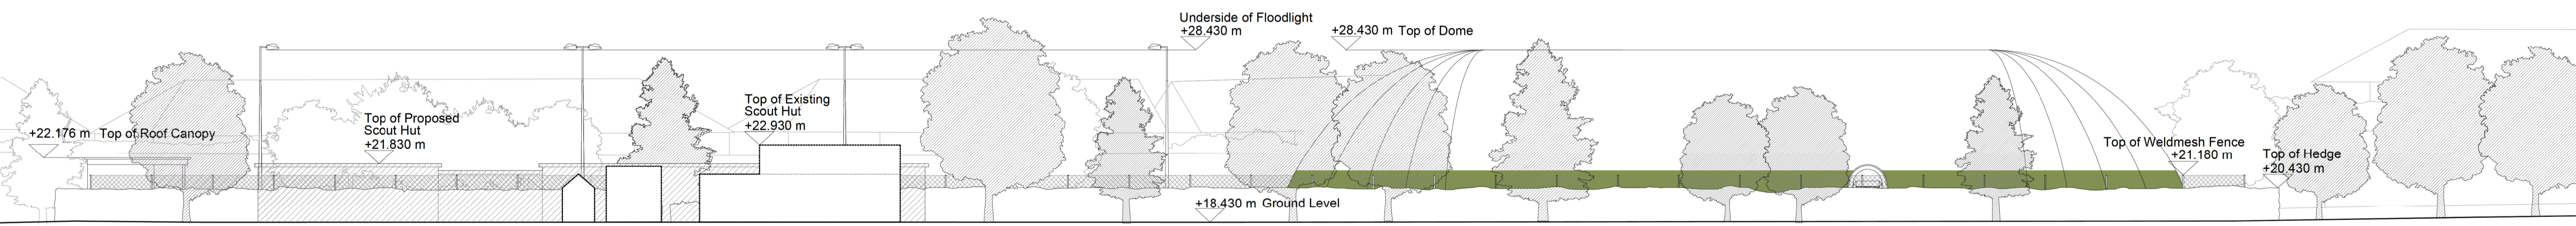 +22.176 m Top of Roof Canopy
Top of Proposed
Scout Hut
+21.830 m
Top of Existing
Scout Hut
+22.930 m
Underside of Floodlight
+28.430 m
+28.430 m Top of Dome
+18.430 m Ground Level
Top of Weldmesh Fence
+21.180 m
Top of Hedge
+20.430 m